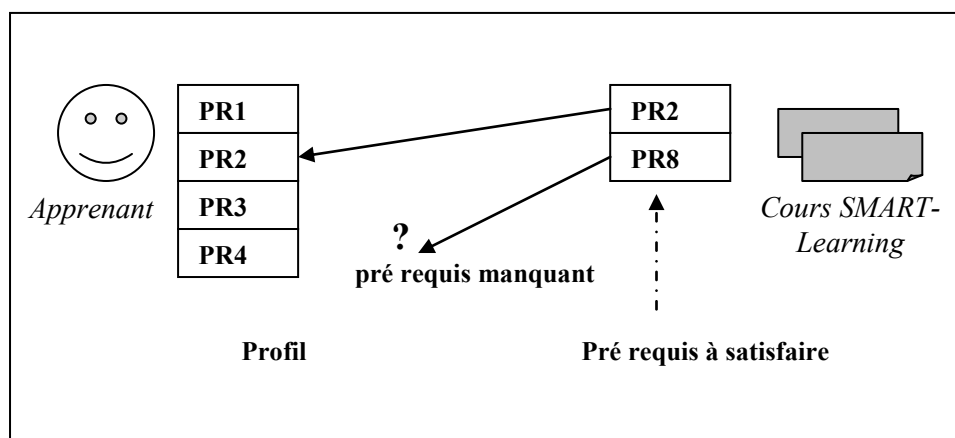 PR1
PR2
PR3
PR4
Apprenant
PR2
PR8
Cours SMART-
Learning
?
pré requis manquant
Profil
Pré requis à satisfaire